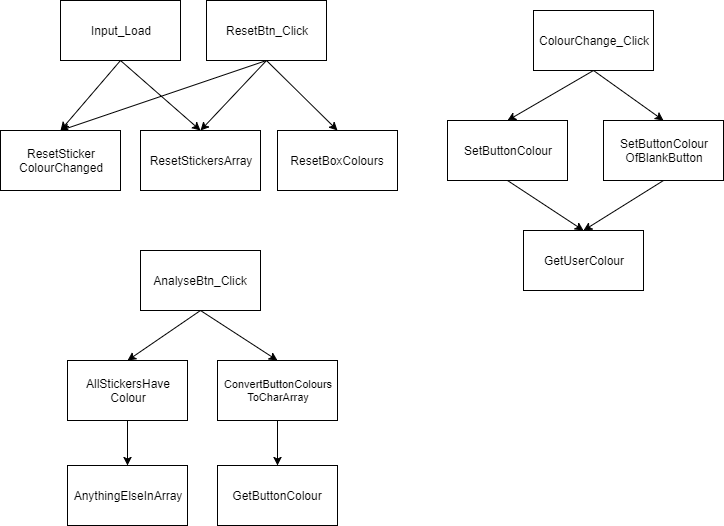 Input_Load
ResetBtn_Click
ColourChange_Click
ResetSticker
ColourChanged
ResetStickersArray
ResetBoxColours
SetButtonColour
SetButtonColour
OfBlankButton
GetUserColour
AnalyseBtn_Click
AllStickersHave
Colour
ConvertButtonColours
ToCharArray
AnythingElseInArray
GetButtonColour